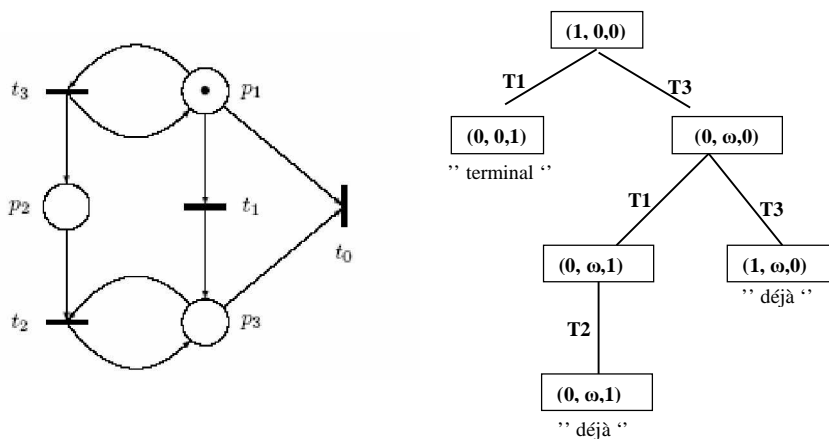 t₃
p₁
p₂
t₁
t₀
t₂
p₃
(1, 0,0)
T1
T3
(0, 0,1)
(0, ω,0)
’’ terminal ‘’
T1
T3
(0, ω,1)
(1, ω,0)
’’ déjà ‘’
T2
(0, ω,1)
’’ déjà ‘’